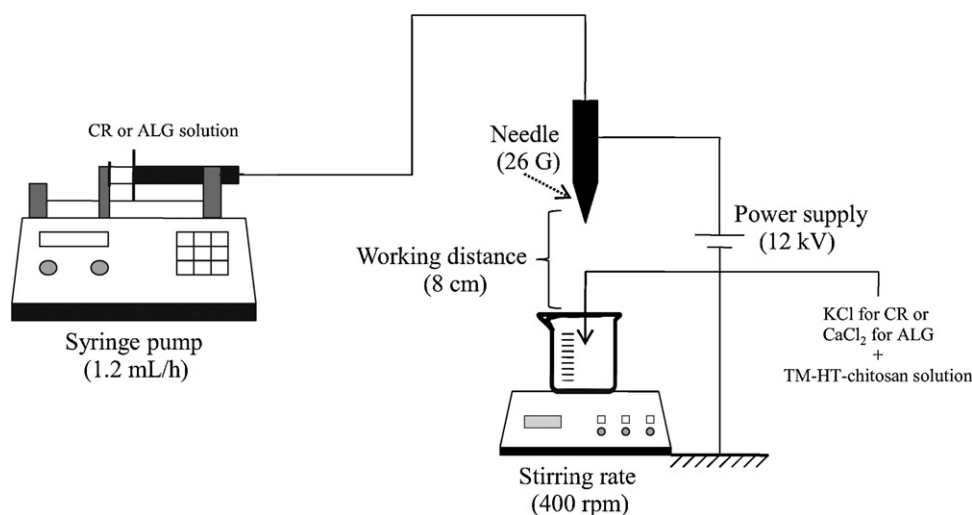 CR or ALG solution
Needle
(26 G)
Power supply
(12 kV)
Working distance
(8 cm)
KCl for CR or
CaCl₂ for ALG
+
TM-HT-chitosan solution
Syringe pump
(1.2 mL/h)
Stirring rate
(400 rpm)